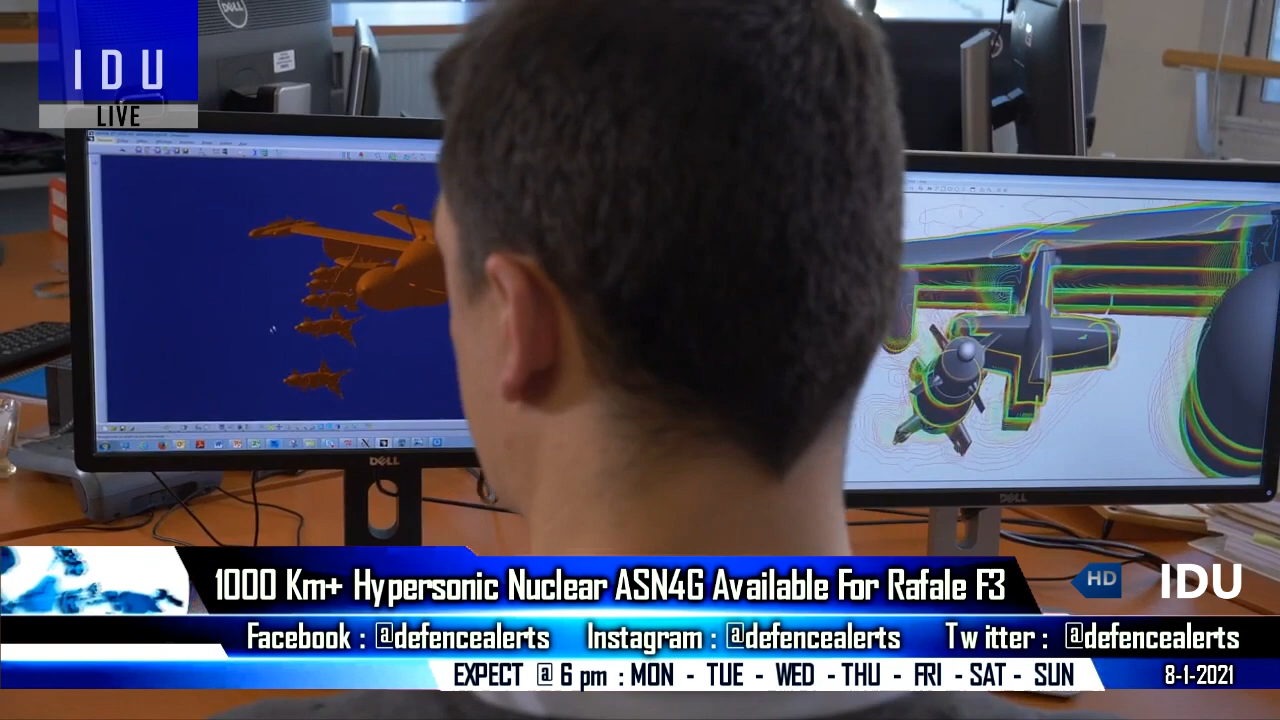 DELL
IDU
LIVE
DELL
DELL
1000 Km+ Hypersonic Nuclear ASN4G Available For Rafale F3
HD IDU
Facebook : @defencealerts Instagram : @defencealerts Tw itter : @defencealerts
EXPECT @ 6 pm : MON - TUE - WED - THU - FRI - SAT - SUN
8-1-2021